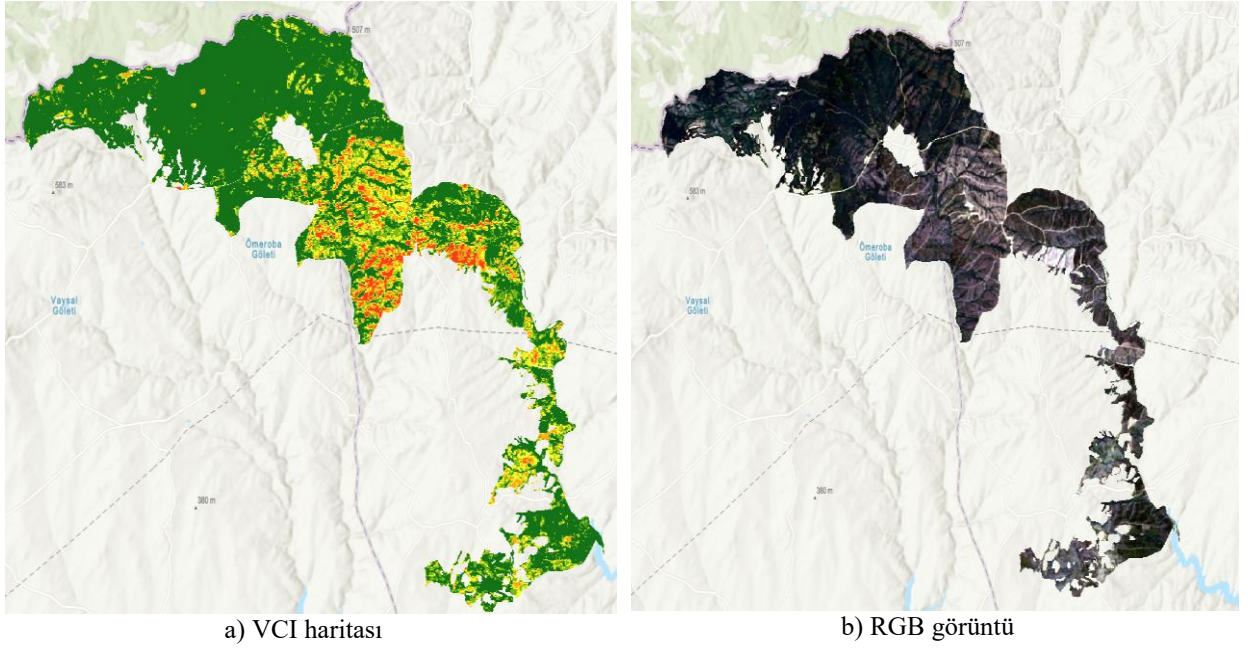 507 m
507 m
583 m
583 m
Ömeroba
Göleti
Ömeroba
Göleti
Vaysal
Göleti
Vaysal
Göleti
380 m
380 m
a) VCI haritası
b) RGB görüntü